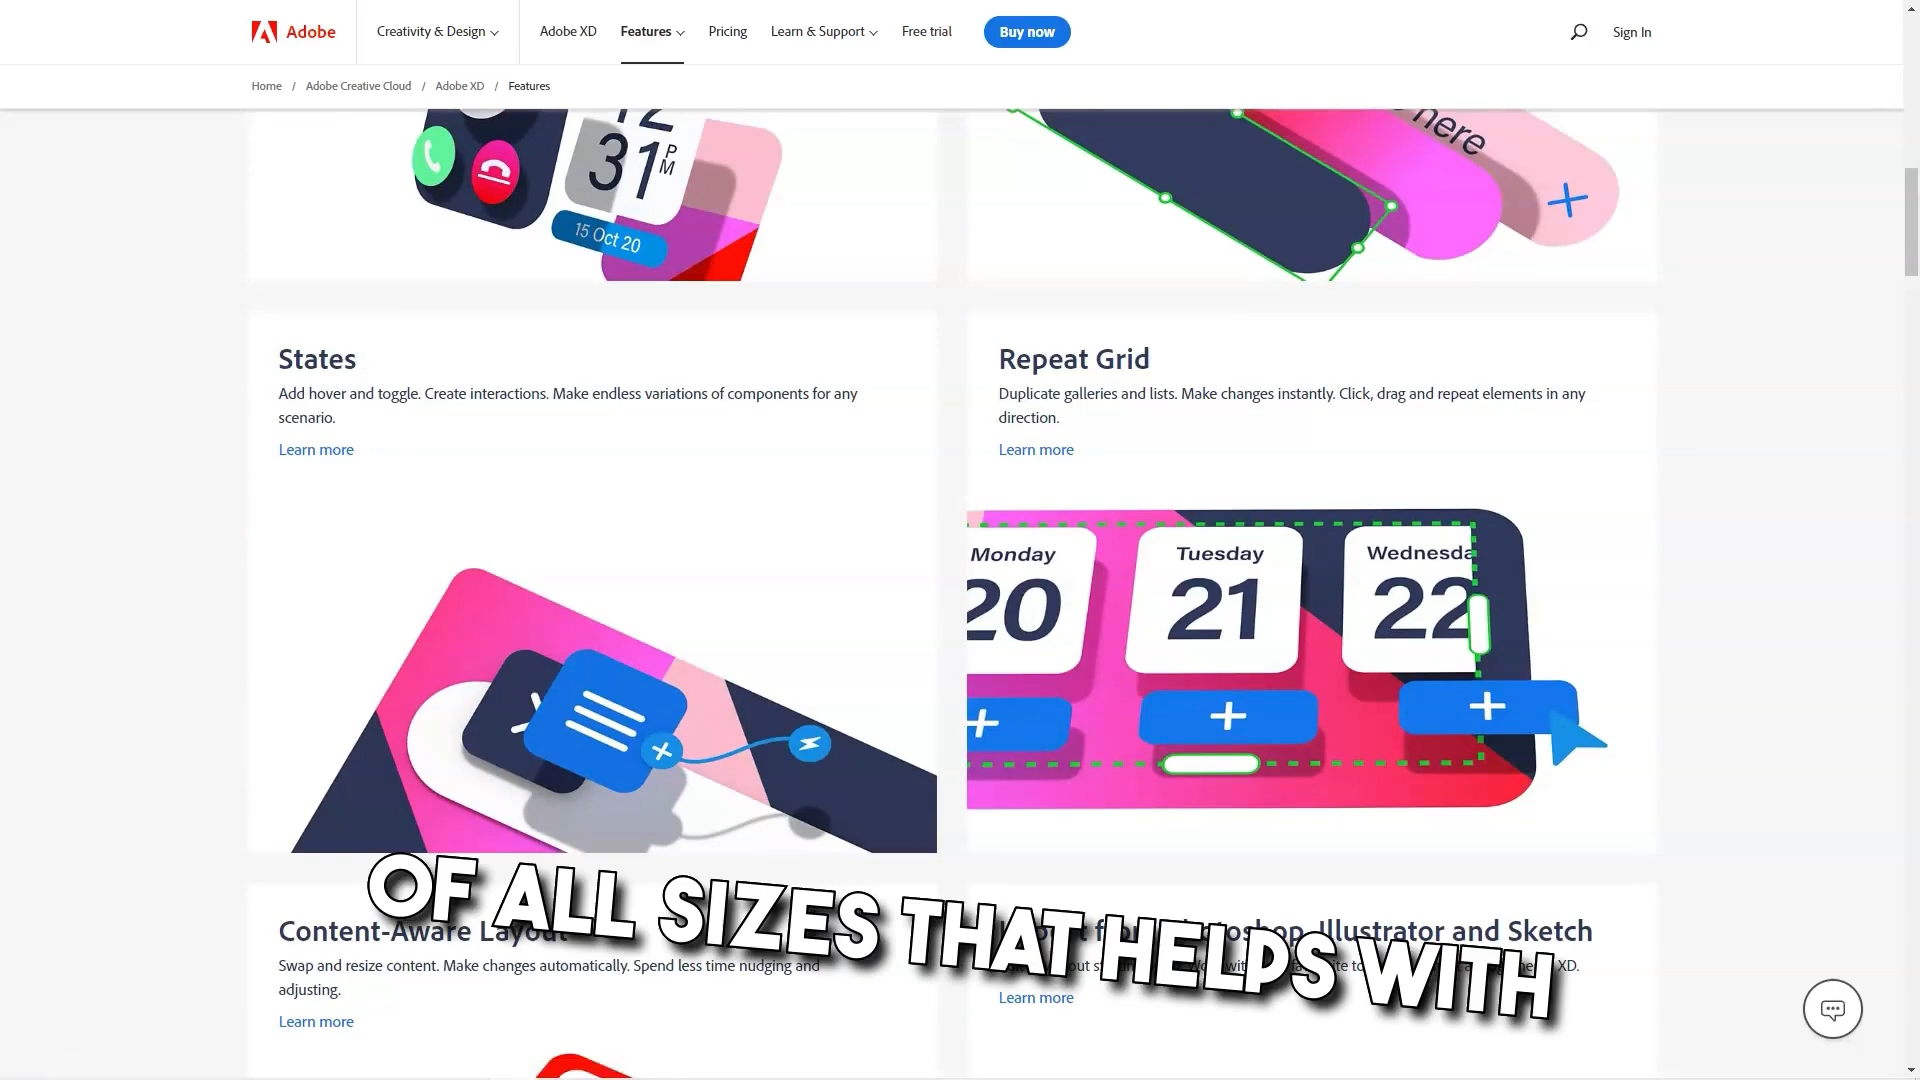 Adobe
Creativity & Design
Adobe XD
Features
Pricing
Learn & Support
Free trial
Buy now
Sign In
Home / Adobe Creative Cloud / Adobe XD / Features
12
31 PM
15 Oct 20
here
States
Add hover and toggle. Create interactions. Make endless variations of components for any
scenario.
Learn more
Repeat Grid
Duplicate galleries and lists. Make changes instantly. Click, drag and repeat elements in any
direction.
Learn more
Monday
20
Tuesday
21
Wednesda
22
OF ALL SIZES THAT HELPS WITH
Content-Aware Layout
Swap and resize content. Make changes automatically. Spend less time nudging and
adjusting.
Learn more
Illustrator and Sketch
XD.
Learn more